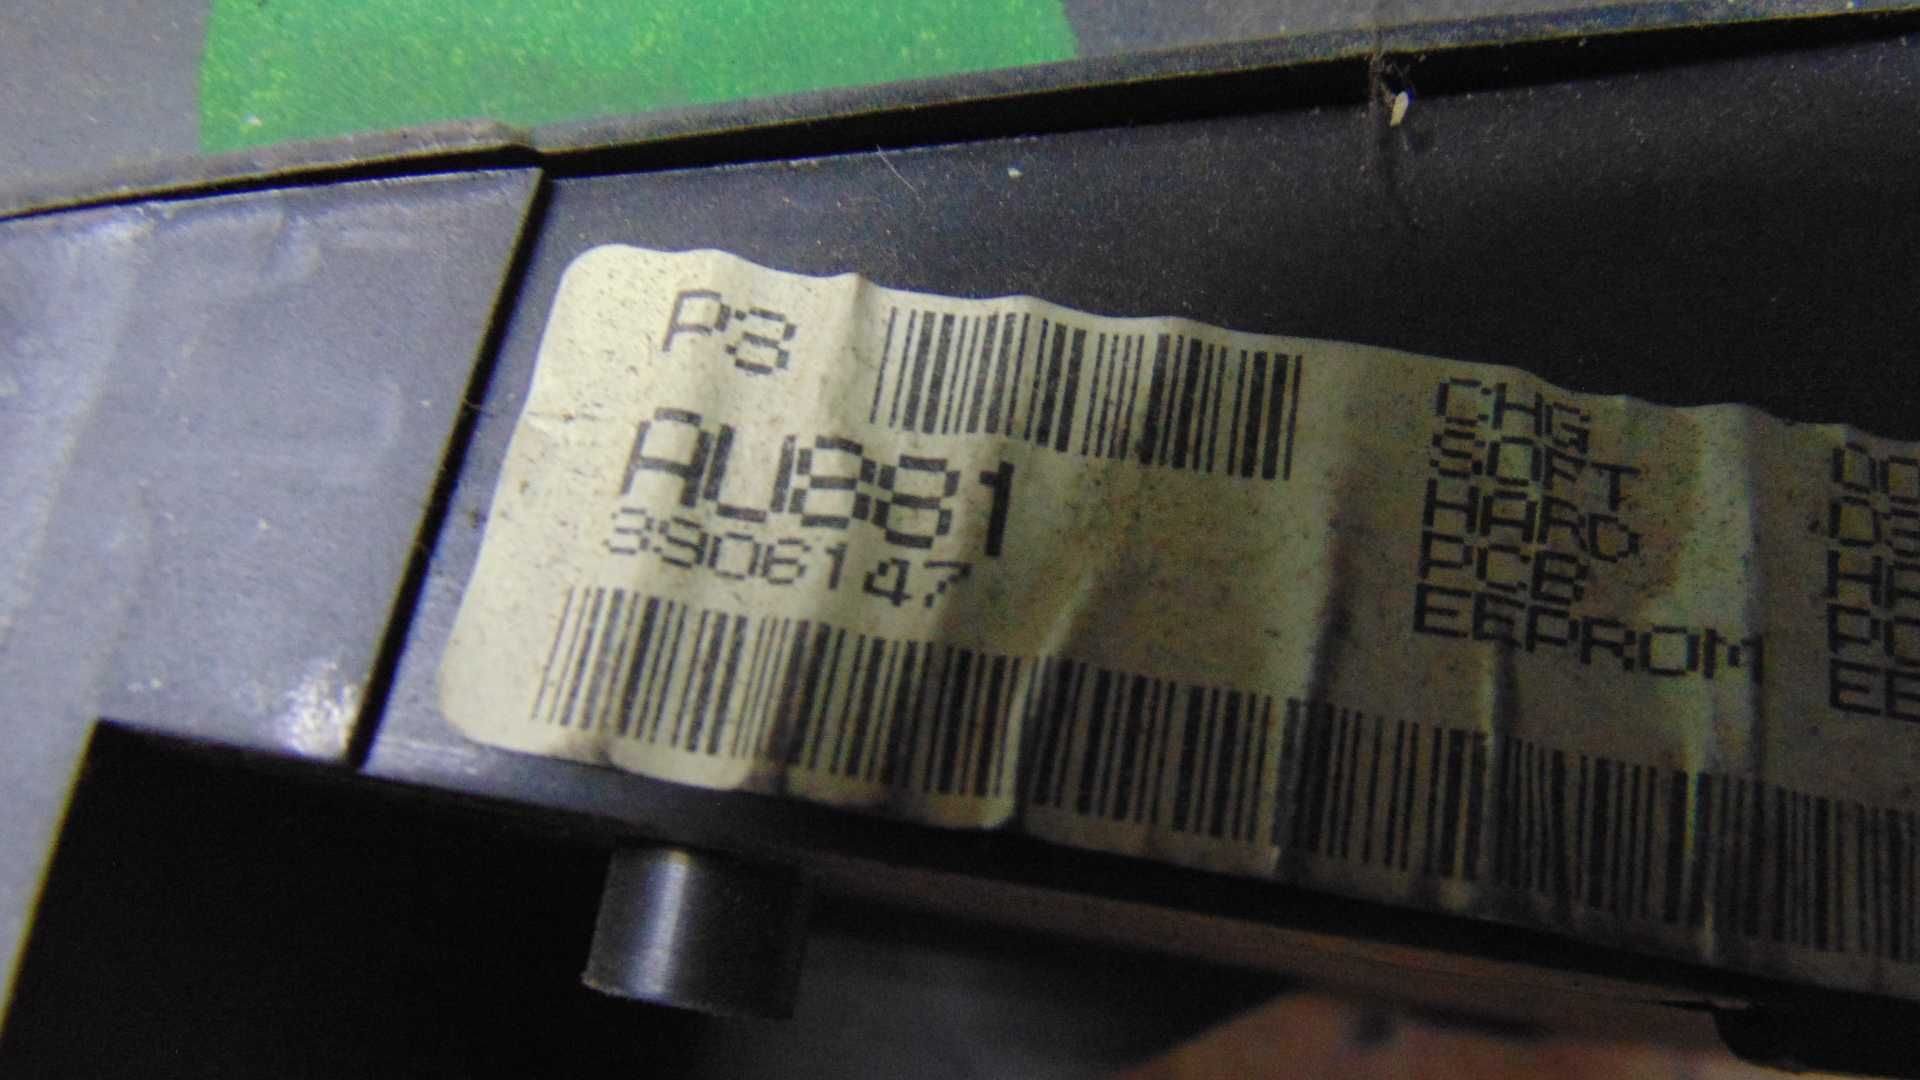 P3
AU881
3906147
CHG
SOFT
HARD
PCB
EEPROM